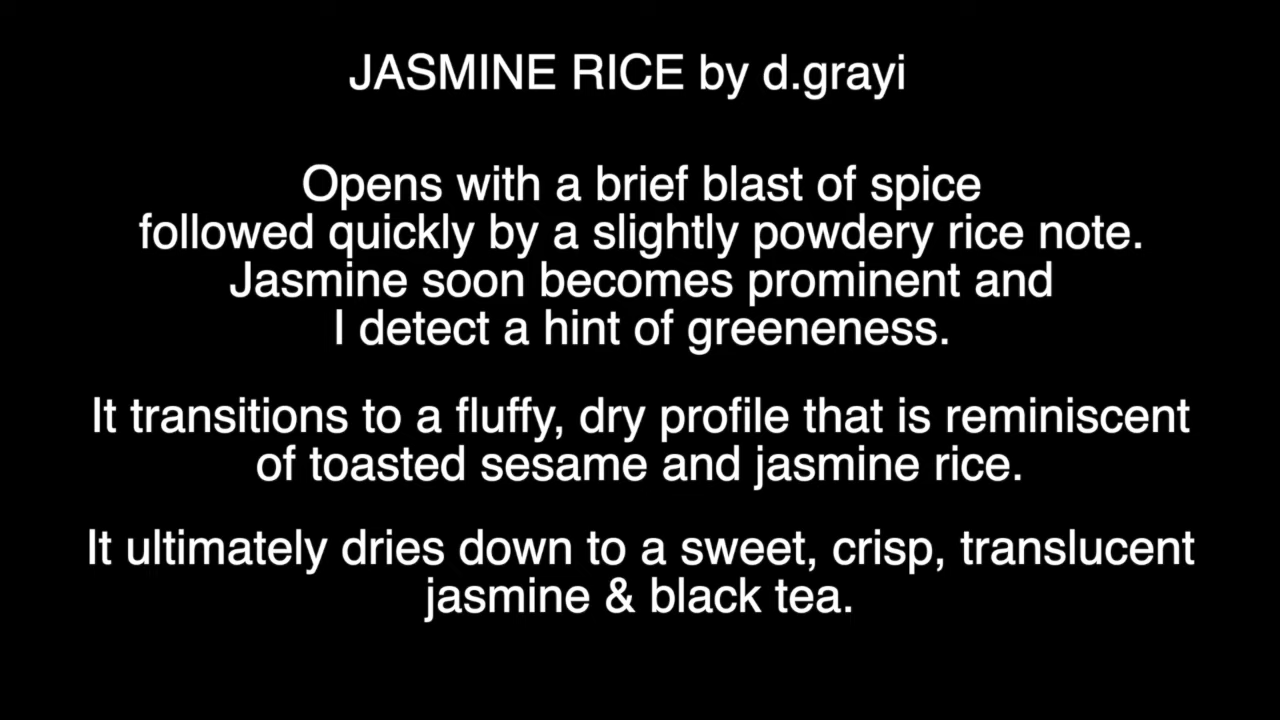 JASMINE RICE by d.grayi
Opens with a brief blast of spice
followed quickly by a slightly powdery rice note.
Jasmine soon becomes prominent and
I detect a hint of greeneness.
It transitions to a fluffy, dry profile that is reminiscent
of toasted sesame and jasmine rice.
It ultimately dries down to a sweet, crisp, translucent
jasmine & black tea.